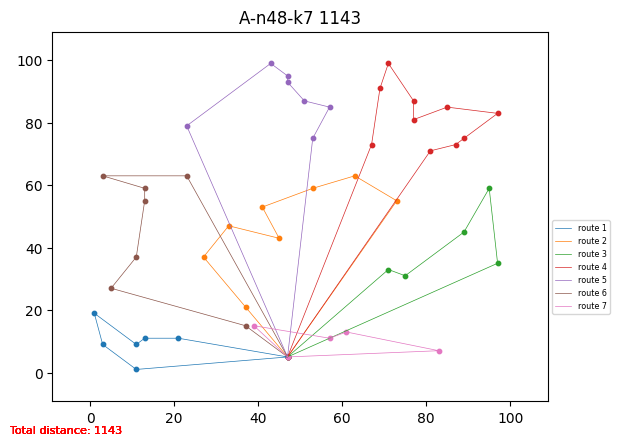 A-n48-k7 1143
100
80
60
40
20
0
0 20 40 60 80 100
route 1
route 2
route 3
route 4
route 5
route 6
route 7
Total distance: 1143